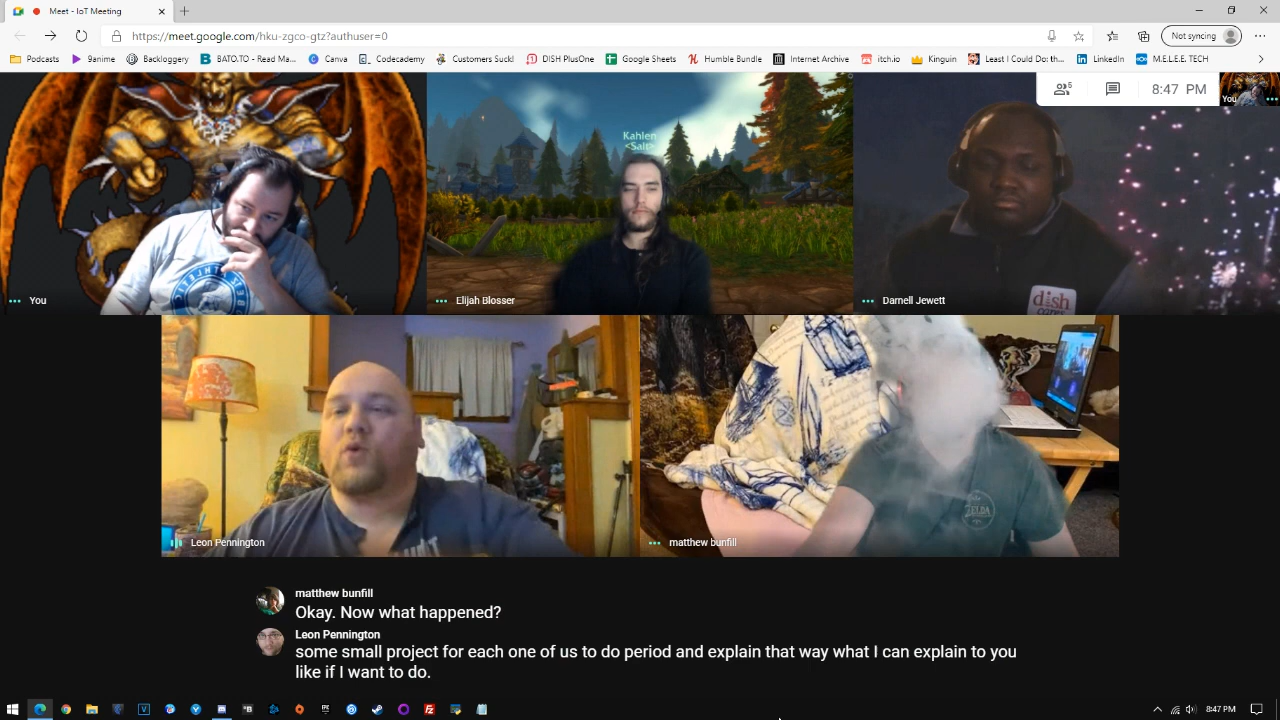 Meet - IoT Meeting
https://meet.google.com/hku-zgco-gtz?authuser=0
Not syncing
Podcasts
9anime
Backloggery
BATO.TO - Read Ma...
Canva
Codecademy
Customers Suck!
DISH PlusOne
Google Sheets
Humble Bundle
Internet Archive
itch.io
Kinguin
Least I Could Do: th...
LinkedIn
M.E.L.E.E. TECH
6
8:47 PM
You
Kahlen
<Salt>
dish
cares
You
Elijah Blosser
Darnell Jewett
ZELDA
Leon Pennington
matthew bunfill
matthew bunfill
Okay. Now what happened?
Leon Pennington
some small project for each one of us to do period and explain that way what I can explain to you
like if I want to do.
8:47 PM